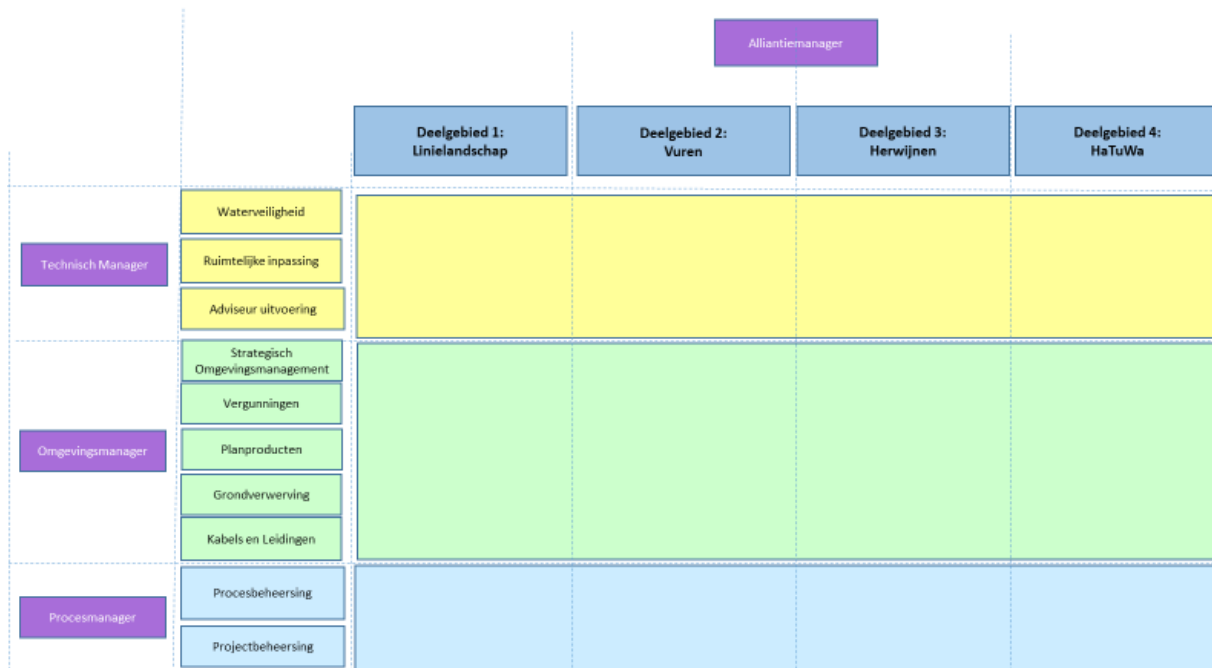 Alliantiemanager
Deelgebied 1:
Linielandschap
Deelgebied 2:
Vuren
Deelgebied 3:
Herwijnen
Deelgebied 4:
HaTuWa
Technisch Manager
Waterveiligheid
Ruimtelijke inpassing
Adviseur uitvoering
Omgevingsmanager
Strategisch
Omgevingsmanagement
Vergunningen
Planproducten
Grondverwerving
Kabels en Leidingen
Procesmanager
Procesbeheersing
Projectbeheersing